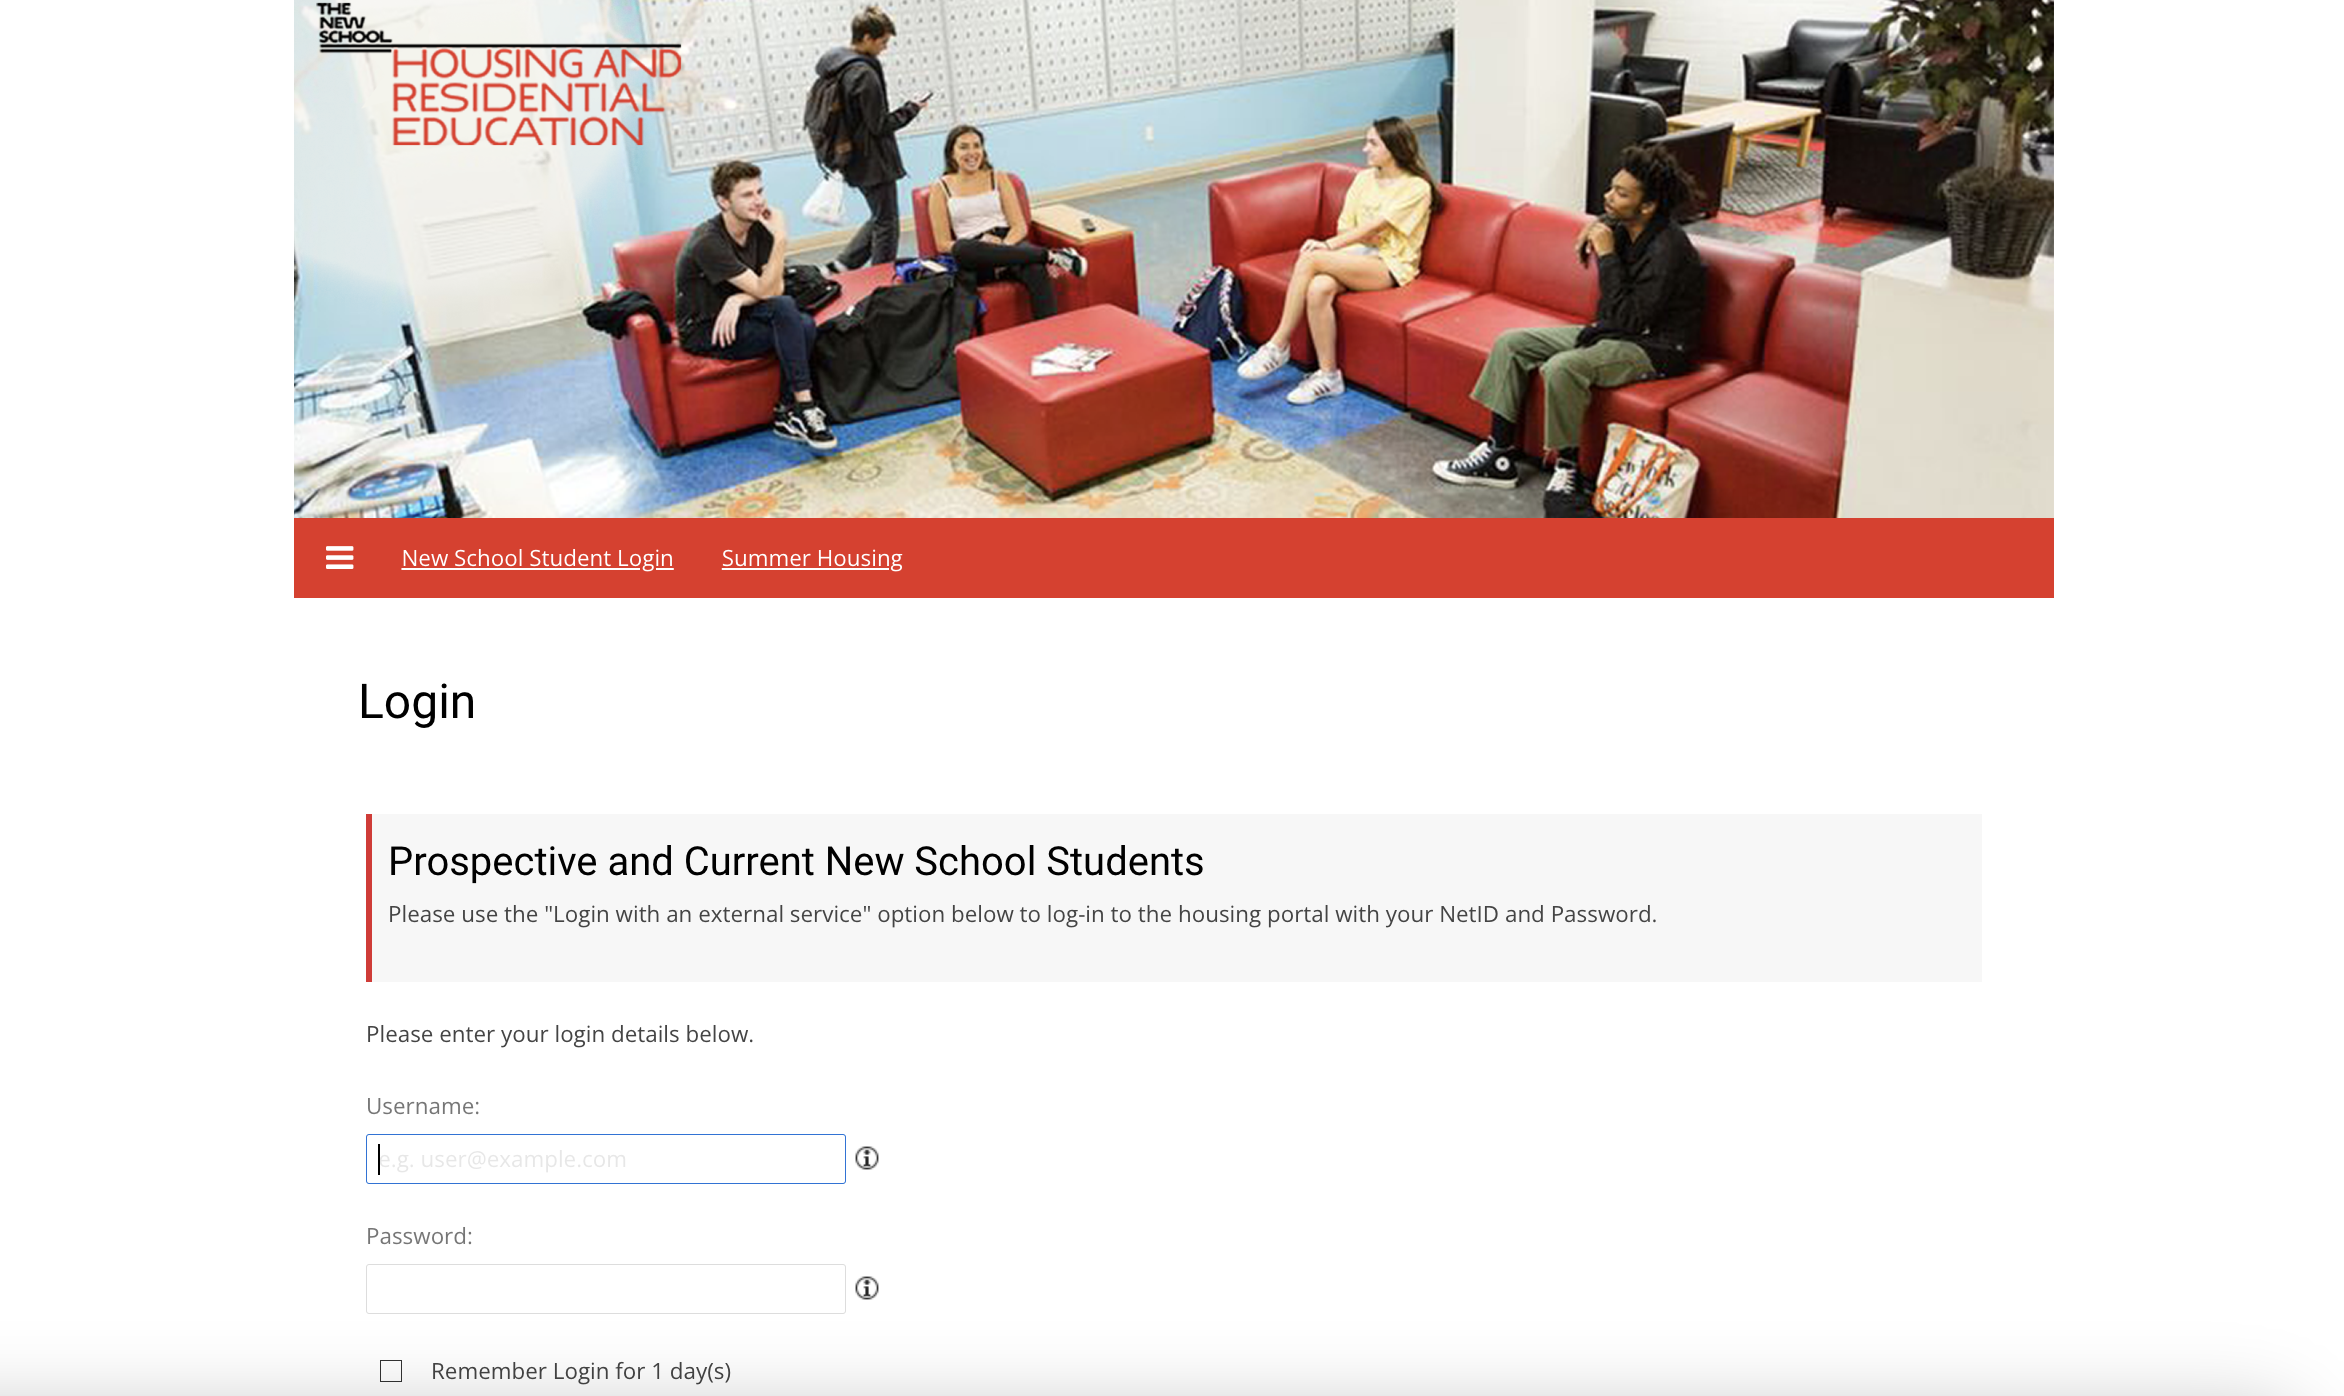 THE
NEW
SCHOOL
HOUSING AND
RESIDENTIAL
EDUCATION
New York
City
New School Student Login
Summer Housing
Login
Prospective and Current New School Students
Please use the "Login with an external service" option below to log-in to the housing portal with your NetID and Password.
Please enter your login details below.
Username:
e.g. user@example.com
Password:
Remember Login for 1 day(s)